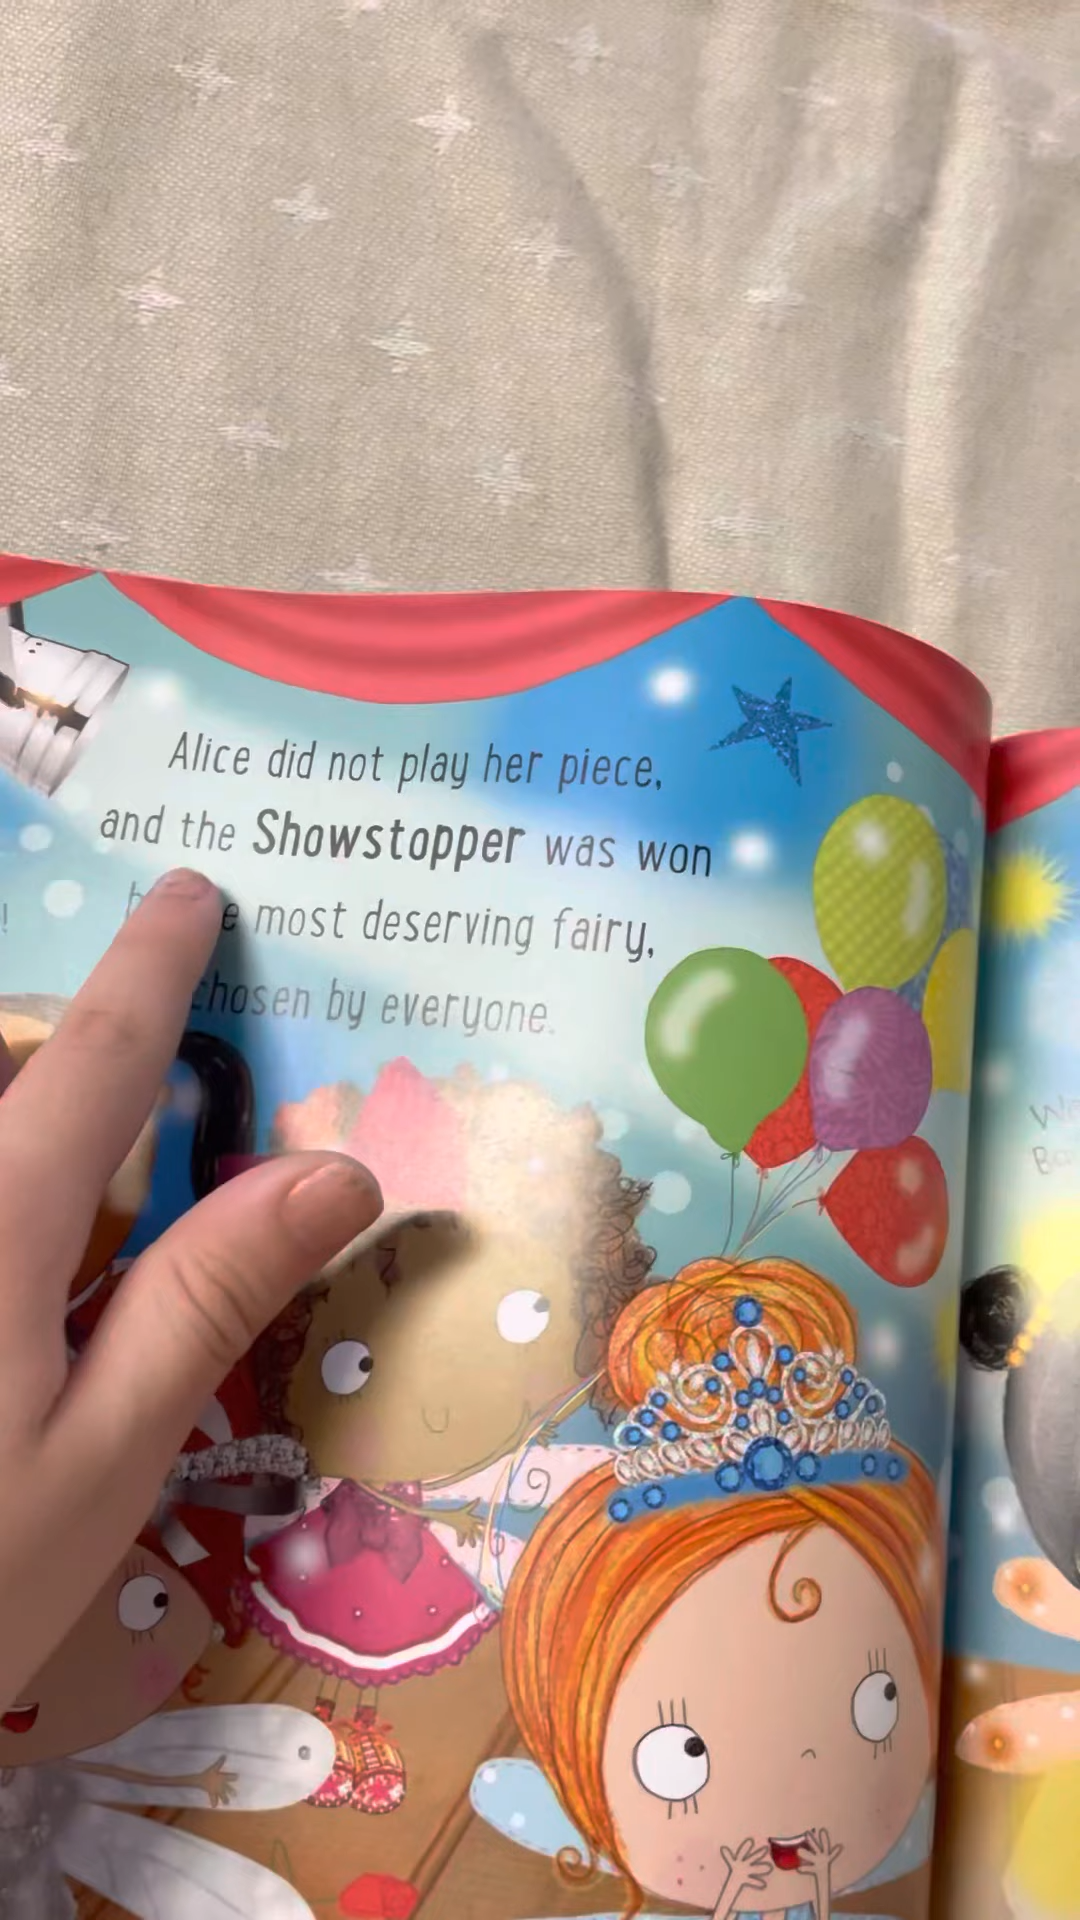 Alice did not play her piece,
and the Showstopper was won
most deserving fairy,
chosen by everyone.